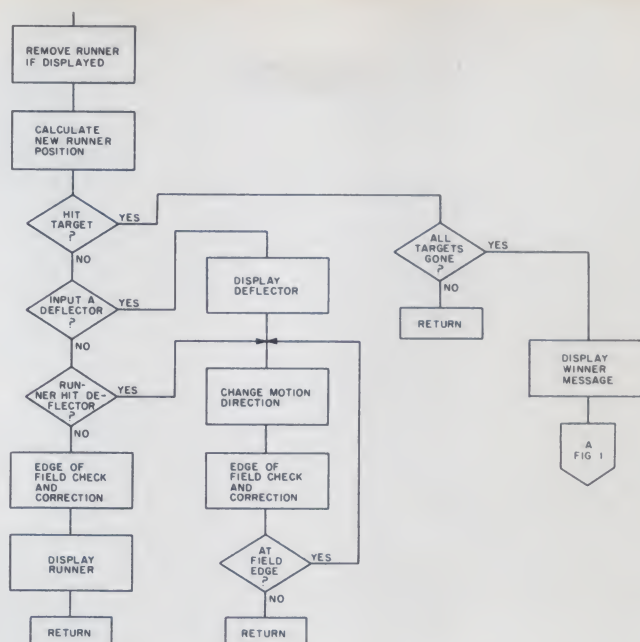 REMOVE RUNNER
IF DISPLAYED
CALCULATE
NEW RUNNER
POSITION
HIT
TARGET
?
YES
NO
INPUT A
DEFLECTOR
?
YES
NO
RUN-
NER HIT DE-
FLECTOR
?
YES
NO
EDGE OF
FIELD CHECK
AND
CORRECTION
DISPLAY
RUNNER
RETURN
DISPLAY
DEFLECTOR
CHANGE MOTION
DIRECTION
EDGE OF
FIELD CHECK
AND
CORRECTION
AT
FIELD
EDGE
?
YES
NO
RETURN
ALL
TARGETS
GONE
?
YES
NO
RETURN
DISPLAY
WINNER
MESSAGE
A
FIG 1